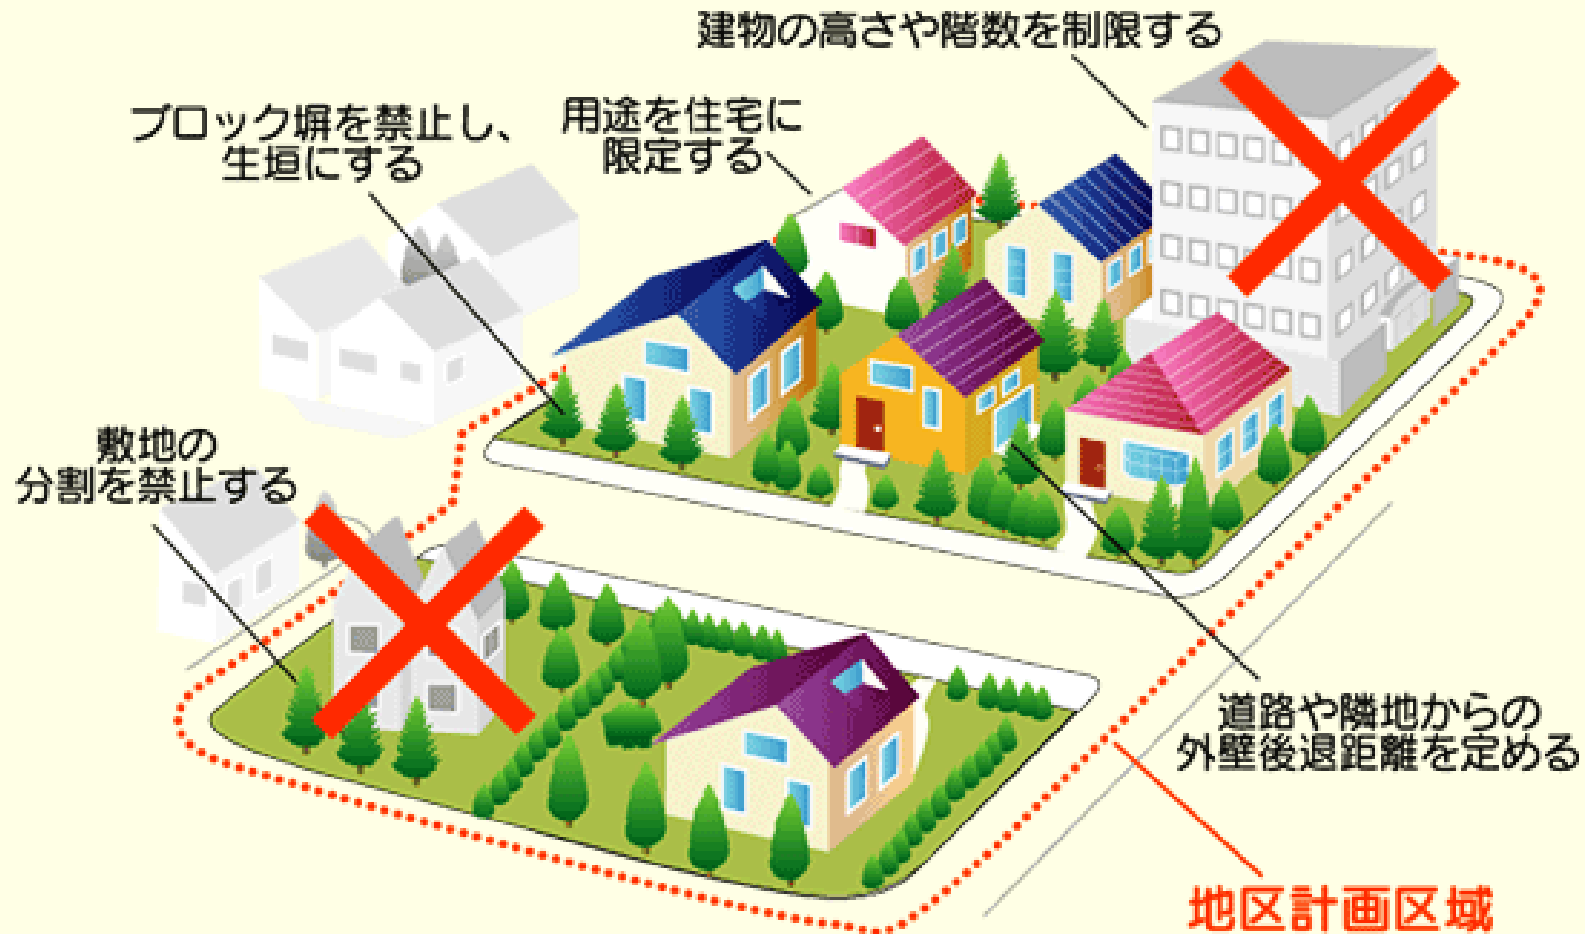 建物の高さや階数を制限する
ブロック塀を禁止し、
生垣にする
用途を住宅に
限定する
敷地の
分割を禁止する
道路や隣地からの
外壁後退距離を定める
地区計画区域